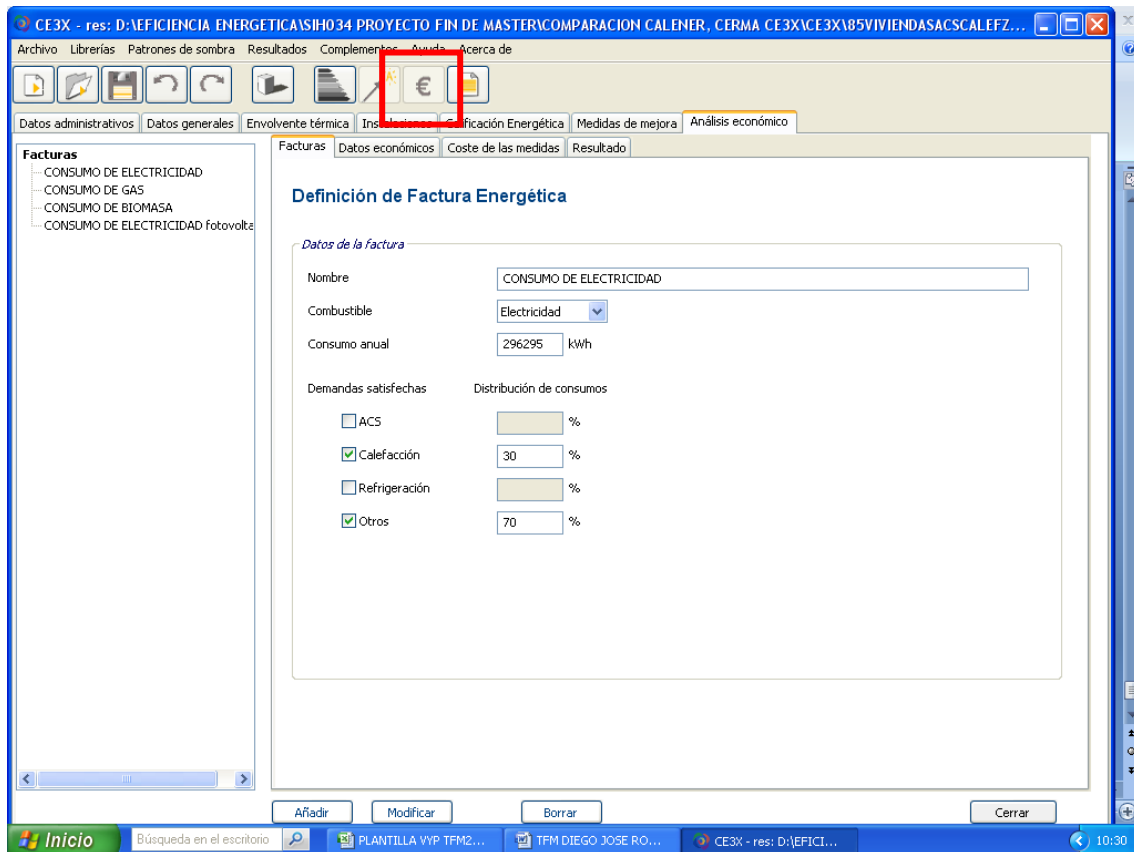 CE3X - res: D:\EFICIENCIA ENERGETICA\SIH034 PROYECTO FIN DE MASTER\COMPARACION CALENER, CERMA CE3X\CE3X\85VIVIENDASACSCALEFZ...
Archivo Librerías Patrones de sombra Resultados Complementos Ayuda Acerca de
€
Datos administrativos Datos generales Envolvente térmica Instalaciones Calificación Energética Medidas de mejora Análisis económico
Facturas Datos económicos Coste de las medidas Resultado
Facturas
CONSUMO DE ELECTRICIDAD
CONSUMO DE GAS
CONSUMO DE BIOMASA
CONSUMO DE ELECTRICIDAD fotovolta
Definición de Factura Energética
Datos de la factura
Nombre CONSUMO DE ELECTRICIDAD
Combustible Electricidad
Consumo anual 296295 kWh
Demandas satisfechas Distribución de consumos
ACS %
Calefacción 30 %
Refrigeración %
Otros 70 %
Añadir Modificar Borrar Cerrar
Inicio Búsqueda en el escritorio PLANTILLA VYP TFM2... TFM DIEGO JOSE RO... CE3X - res: D:\EFICI... 10:30